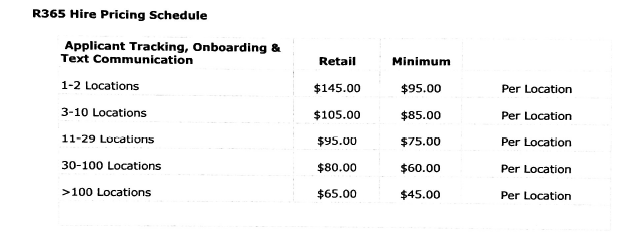 R365 Hire Pricing Schedule
Applicant Tracking, Onboarding &
Text Communication Retail Minimum
1-2 Locations $145.00 $95.00 Per Location
3-10 Locations $105.00 $85.00 Per Location
11-29 Locations $95.00 $75.00 Per Location
30-100 Locations $80.00 $60.00 Per Location
>100 Locations $65.00 $45.00 Per Location